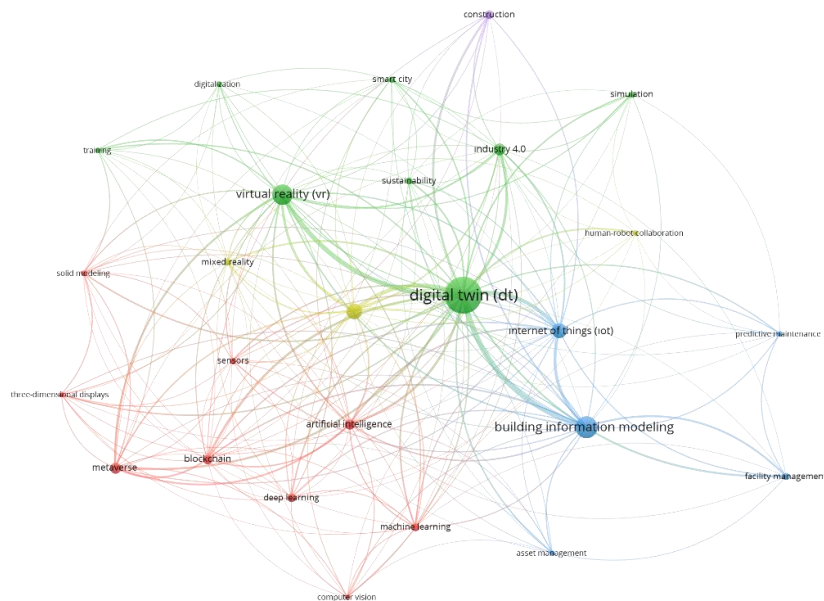 construction
smart city
digitalization
simulation
training
industry 4.0
sustainability
virtual reality (vr)
human-robot collaboration
mixed reality
solid modeling
digital twin (dt)
internet of things (iot)
predictive maintenance
sensors
three-dimensional displays
artificial intelligence
building information modeling
blockchain
metaverse
facility management
deep learning
machine learning
asset management
computer vision